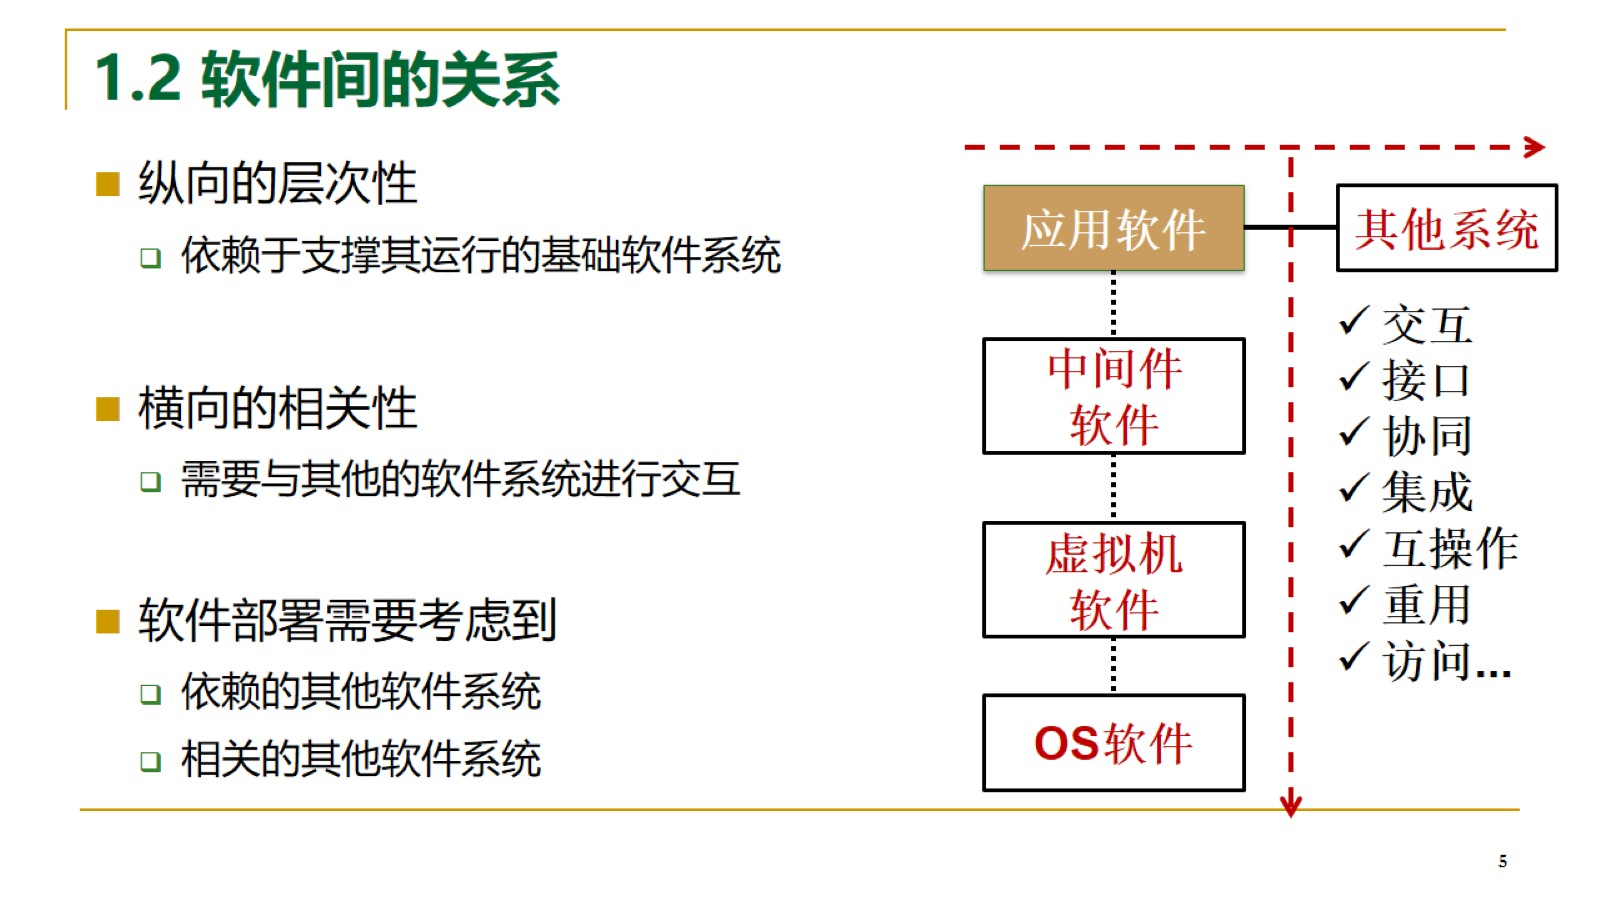 1.2 软件间的关系
纵向的层次性
依赖于支撑其运行的基础软件系统
横向的相关性
需要与其他的软件系统进行交互
软件部署需要考虑到
依赖的其他软件系统
相关的其他软件系统
应用软件
其他系统
中间件
软件
虚拟机
软件
OS软件
交互
接口
协同
集成
互操作
重用
访问...
5